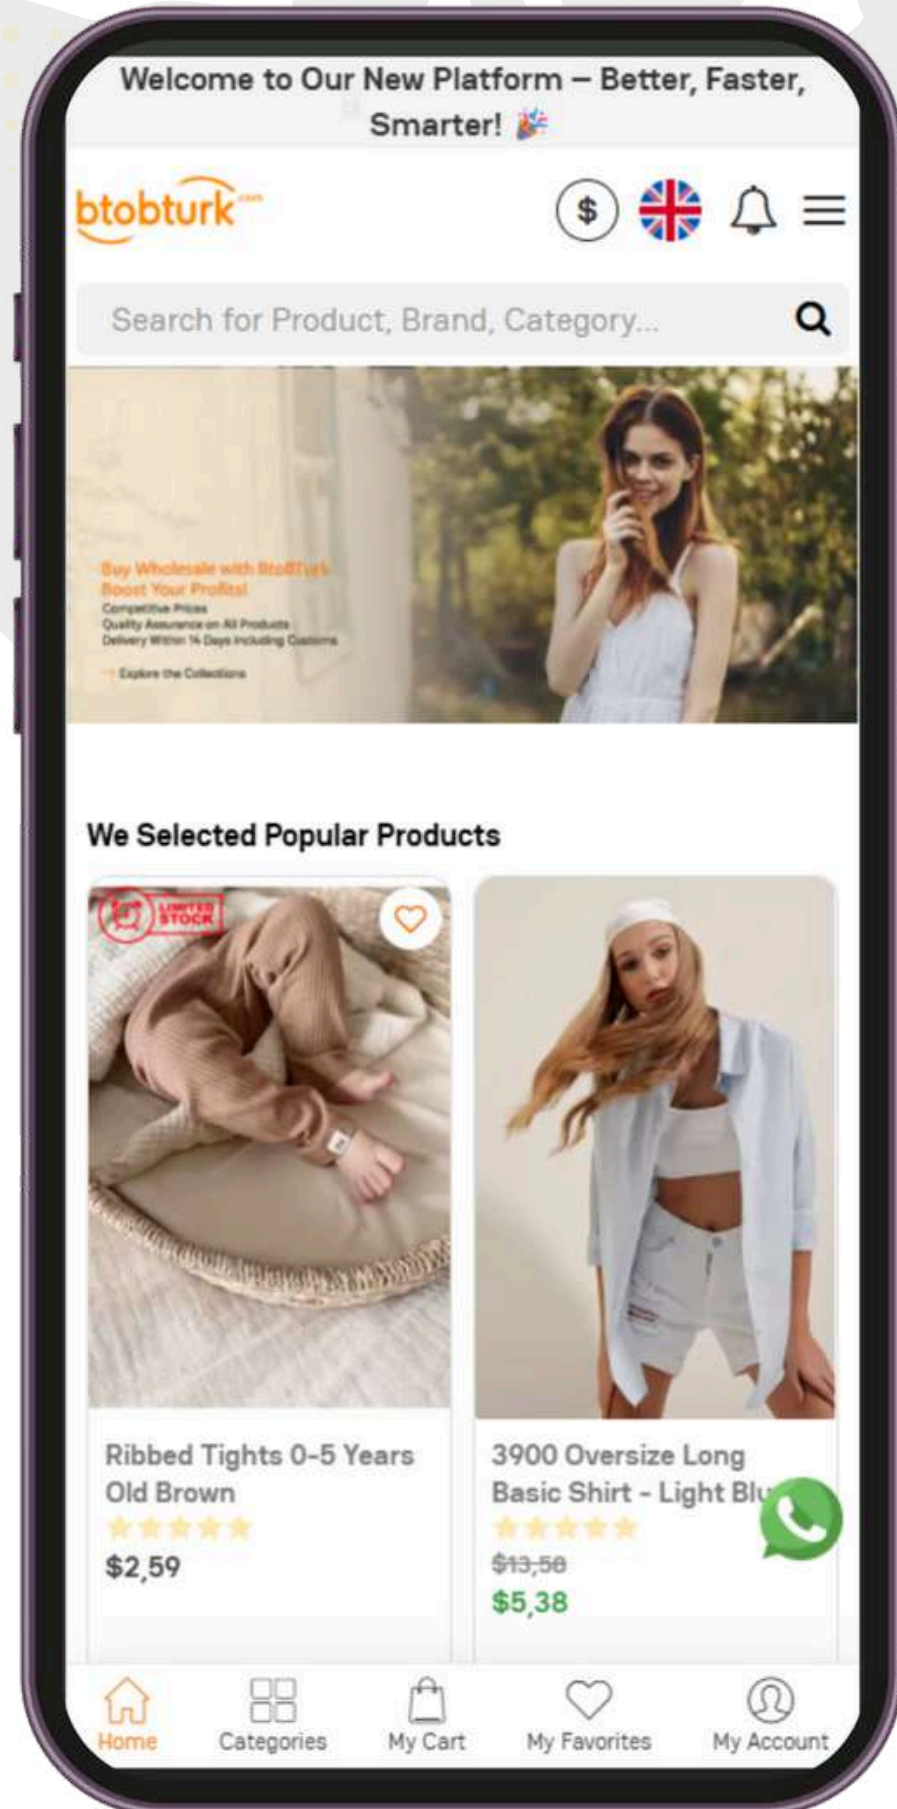 Welcome to Our New Platform – Better, Faster,
Smarter! 🎉
btobturk.com
$
Search for Product, Brand, Category...
Buy Wholesale with BtoBTurk
Boost Your Profits!
Competitive Prices
Quality Assurance on All Products
Delivery Within 14 Days Including Customs
→ Explore the Collections
We Selected Popular Products
LIMITED
STOCK
Ribbed Tights 0-5 Years
Old Brown
$2,59
3900 Oversize Long
Basic Shirt - Light Blu
$13,58
$5,38
Home
Categories
My Cart
My Favorites
My Account